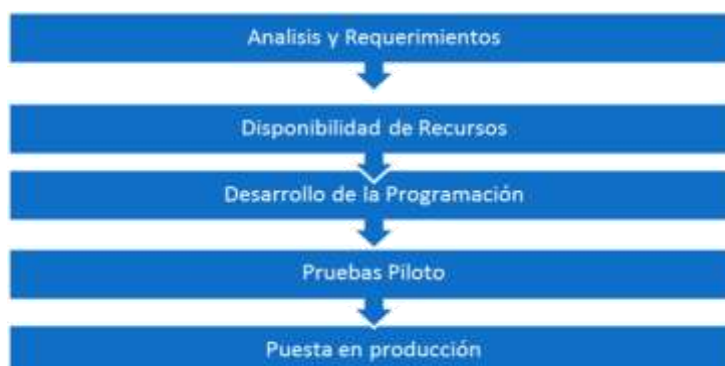 Analisis y Requerimientos
Disponibilidad de Recursos
Desarrollo de la Programación
Pruebas Piloto
Puesta en producción